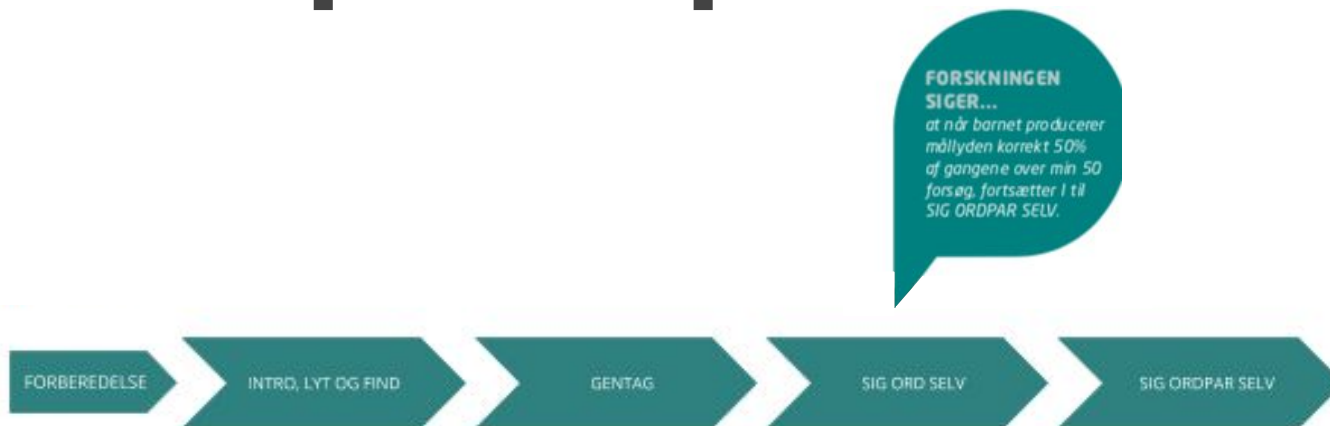 FORSKNINGEN
SIGER...
at når barnet producerer
mållyden korrekt 50%
af gangene over min 50
forsøg, fortsætter I til
SIG ORDPAR SELV.
FORBEREDELSE
INTRO, LYT OG FIND
GENTAG
SIG ORD SELV
SIG ORDPAR SELV